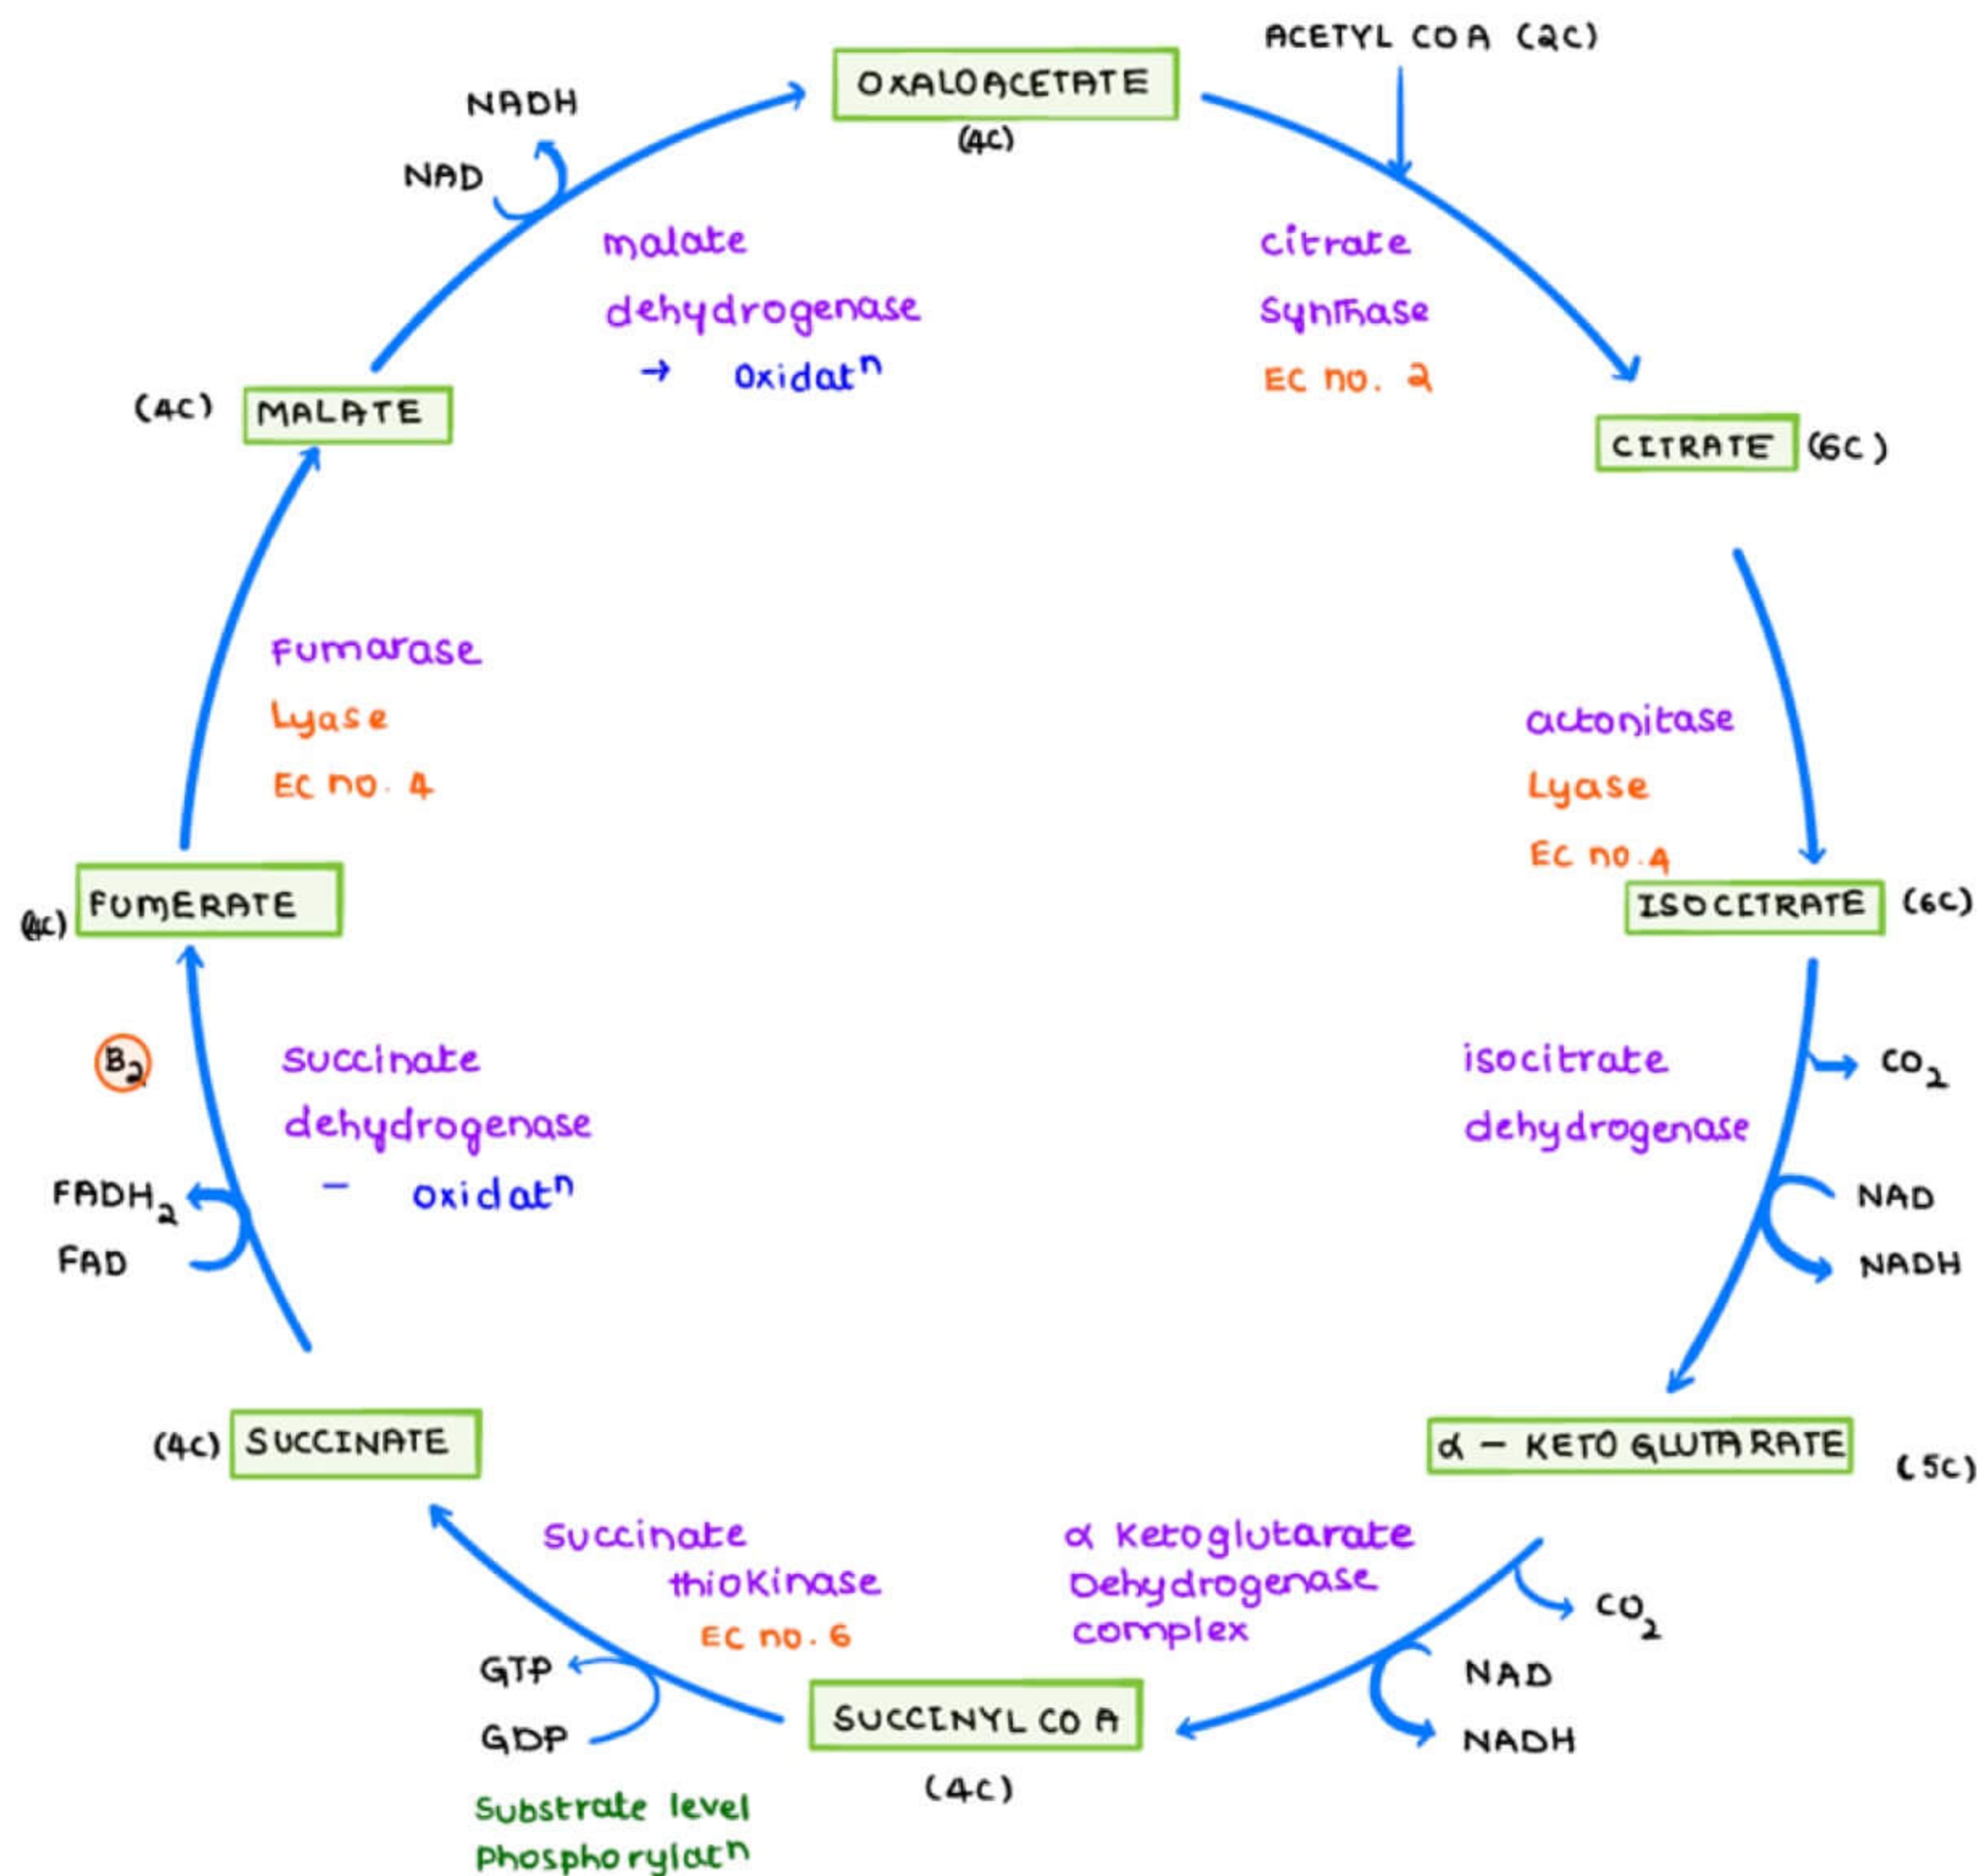 ACETYL COA (2C)
OXALOACETATE
(4C)
NADH
NAD
malate
dehydrogenase
→ Oxidatⁿ
citrate
Synthase
EC no. 2
(4C) MALATE
CITRATE (6C)
Fumarase
Lyase
EC no. 4
actonitase
Lyase
EC no. 4
(4C) FUMERATE
ISOCITRATE (6C)
B2
Succinate
dehydrogenase
- oxidatⁿ
FADH2
FAD
isocitrate
dehydrogenase
CO2
NAD
NADH
(4C) SUCCINATE
α - KETO GLUTARATE (5C)
Succinate
thiokinase
EC no. 6
α Ketoglutarate
Dehydrogenase
complex
CO2
NAD
NADH
GTP
GDP
SUCCINYL CO A
(4C)
Substrate level
Phosphorylatⁿ